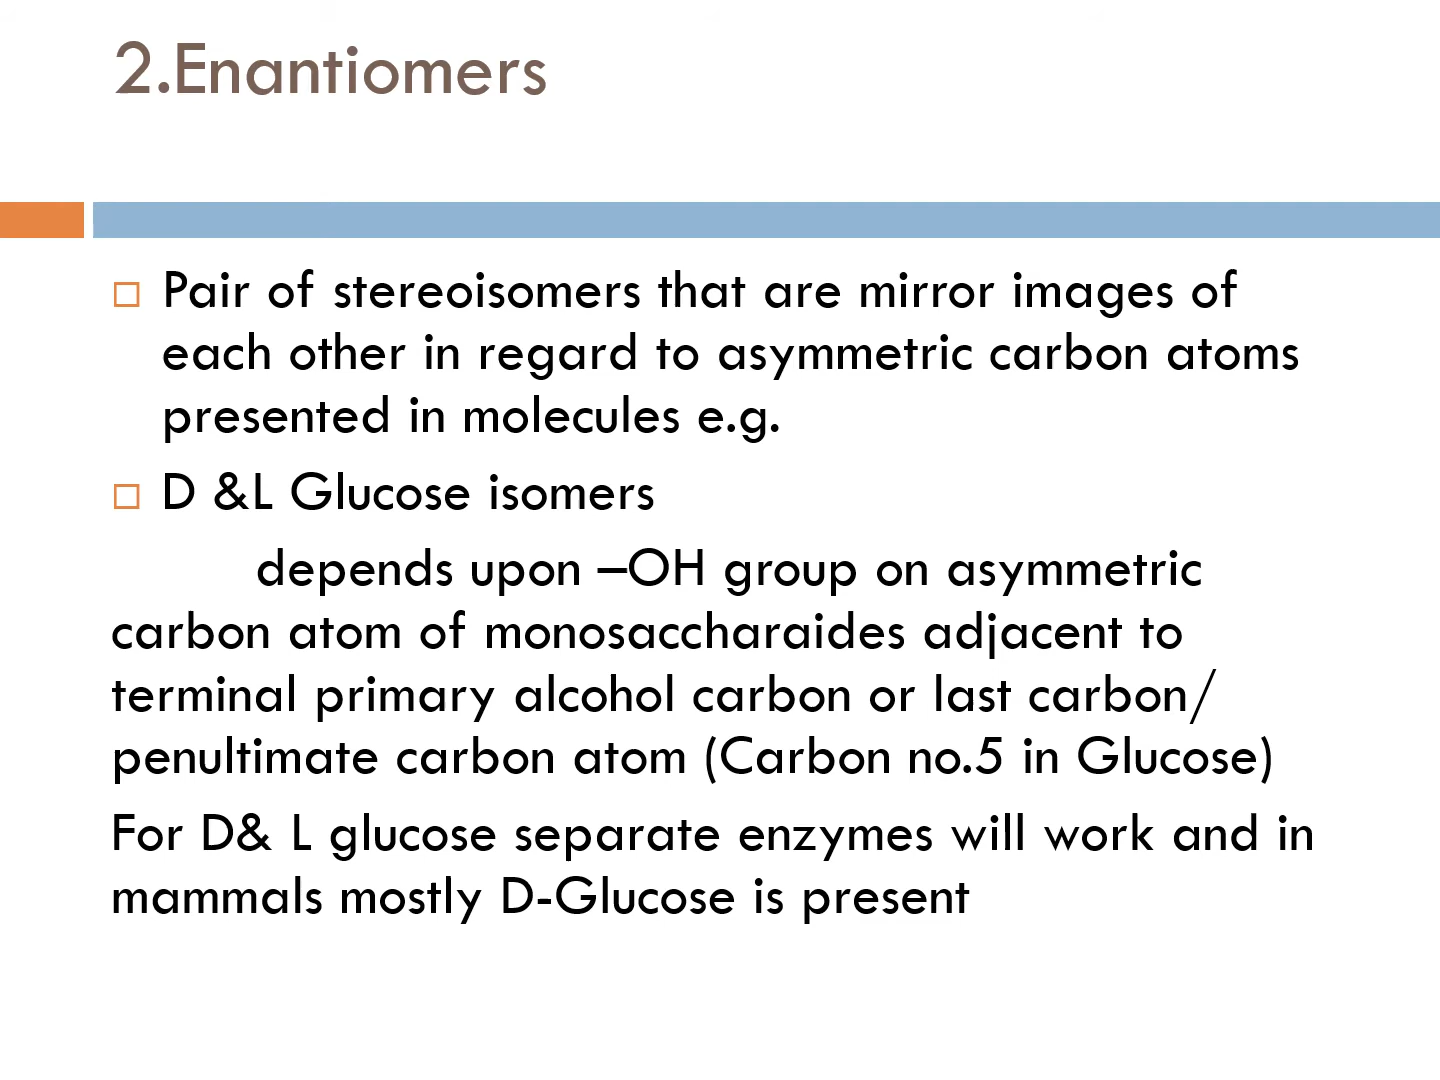 2.Enantiomers
Pair of stereoisomers that are mirror images of
each other in regard to asymmetric carbon atoms
presented in molecules e.g.
D &L Glucose isomers
depends upon –OH group on asymmetric
carbon atom of monosaccharaides adjacent to
terminal primary alcohol carbon or last carbon/
penultimate carbon atom (Carbon no.5 in Glucose)
For D& L glucose separate enzymes will work and in
mammals mostly D-Glucose is present